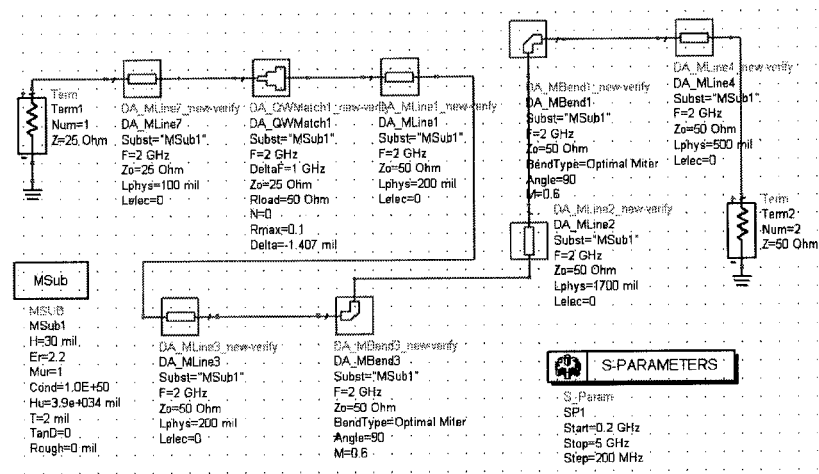 Term
Term1
Num=1
Z=25 Ohm
DA_MLine7_new-verify
DA_MLine7
Subst="MSub1"
F=2 GHz
Zo=25 Ohm
Lphys=100 mil
Lelec=0
DA_QWMatch1_new-verify
DA_QWMatch1
Subst="MSub1"
F=2 GHz
DeltaF=1 GHz
Zo=25 Ohm
Rload=50 Ohm
N=0
Rmax=0.1
Delta=-1.407 mil
DA_MLine1_new-verify
DA_MLine1
Subst="MSub1"
F=2 GHz
Zo=50 Ohm
Lphys=200 mil
Lelec=0
DA_MBend1_new-verify
DA_MBend1
Subst="MSub1"
F=2 GHz
Zo=50 Ohm
BendType=Optimal Miter
Angle=90
M=0.6
DA_MLine4_new-verify
DA_MLine4
Subst="MSub1"
F=2 GHz
Zo=50 Ohm
Lphys=500 mil
Lelec=0
Term
Term2
Num=2
Z=50 Ohm
DA_MLine2_new-verify
DA_MLine2
Subst="MSub1"
F=2 GHz
Zo=50 Ohm
Lphys=1700 mil
Lelec=0
MSub
MSUB
MSub1
H=30 mil
Er=2.2
Mur=1
Cond=1.0E+50
Hu=3.9e+034 mil
T=2 mil
TanD=0
Rough=0 mil
DA_MLine3_new-verify
DA_MLine3
Subst="MSub1"
F=2 GHz
Zo=50 Ohm
Lphys=200 mil
Lelec=0
DA_MBend3_new-verify
DA_MBend3
Subst="MSub1"
F=2 GHz
Zo=50 Ohm
BendType=Optimal Miter
Angle=90
M=0.6
S-PARAMETERS
S_Param
SP1
Start=0.2 GHz
Stop=5 GHz
Step=200 MHz